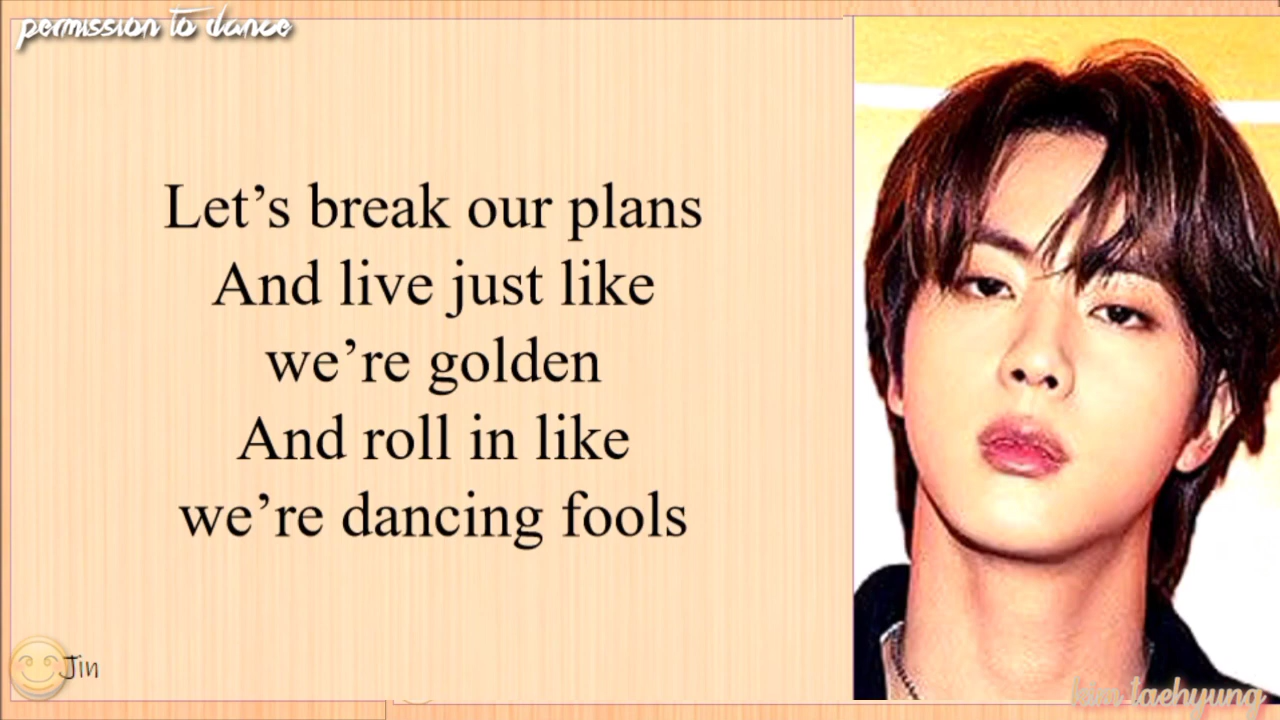 permission to dance
Let’s break our plans
And live just like
we’re golden
And roll in like
we’re dancing fools
Jin
kim taehyung